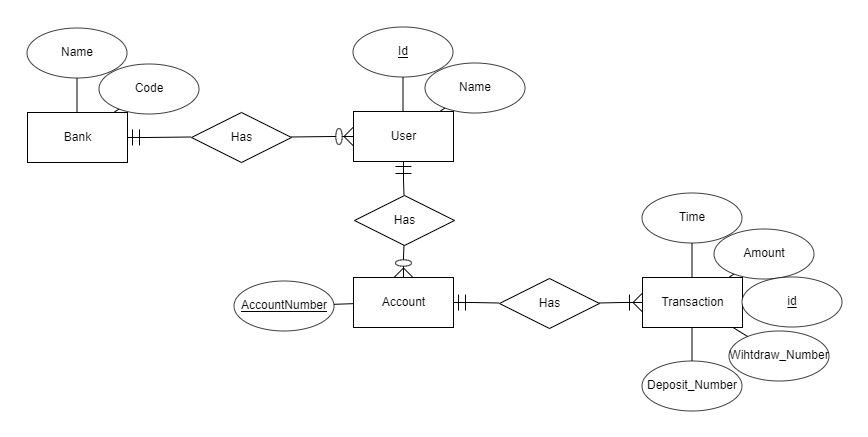 Name
Id
Code
Name
Bank
Has
User
Has
Time
Amount
AccountNumber
Account
Has
Transaction
id
Wihtdraw_Number
Deposit_Number